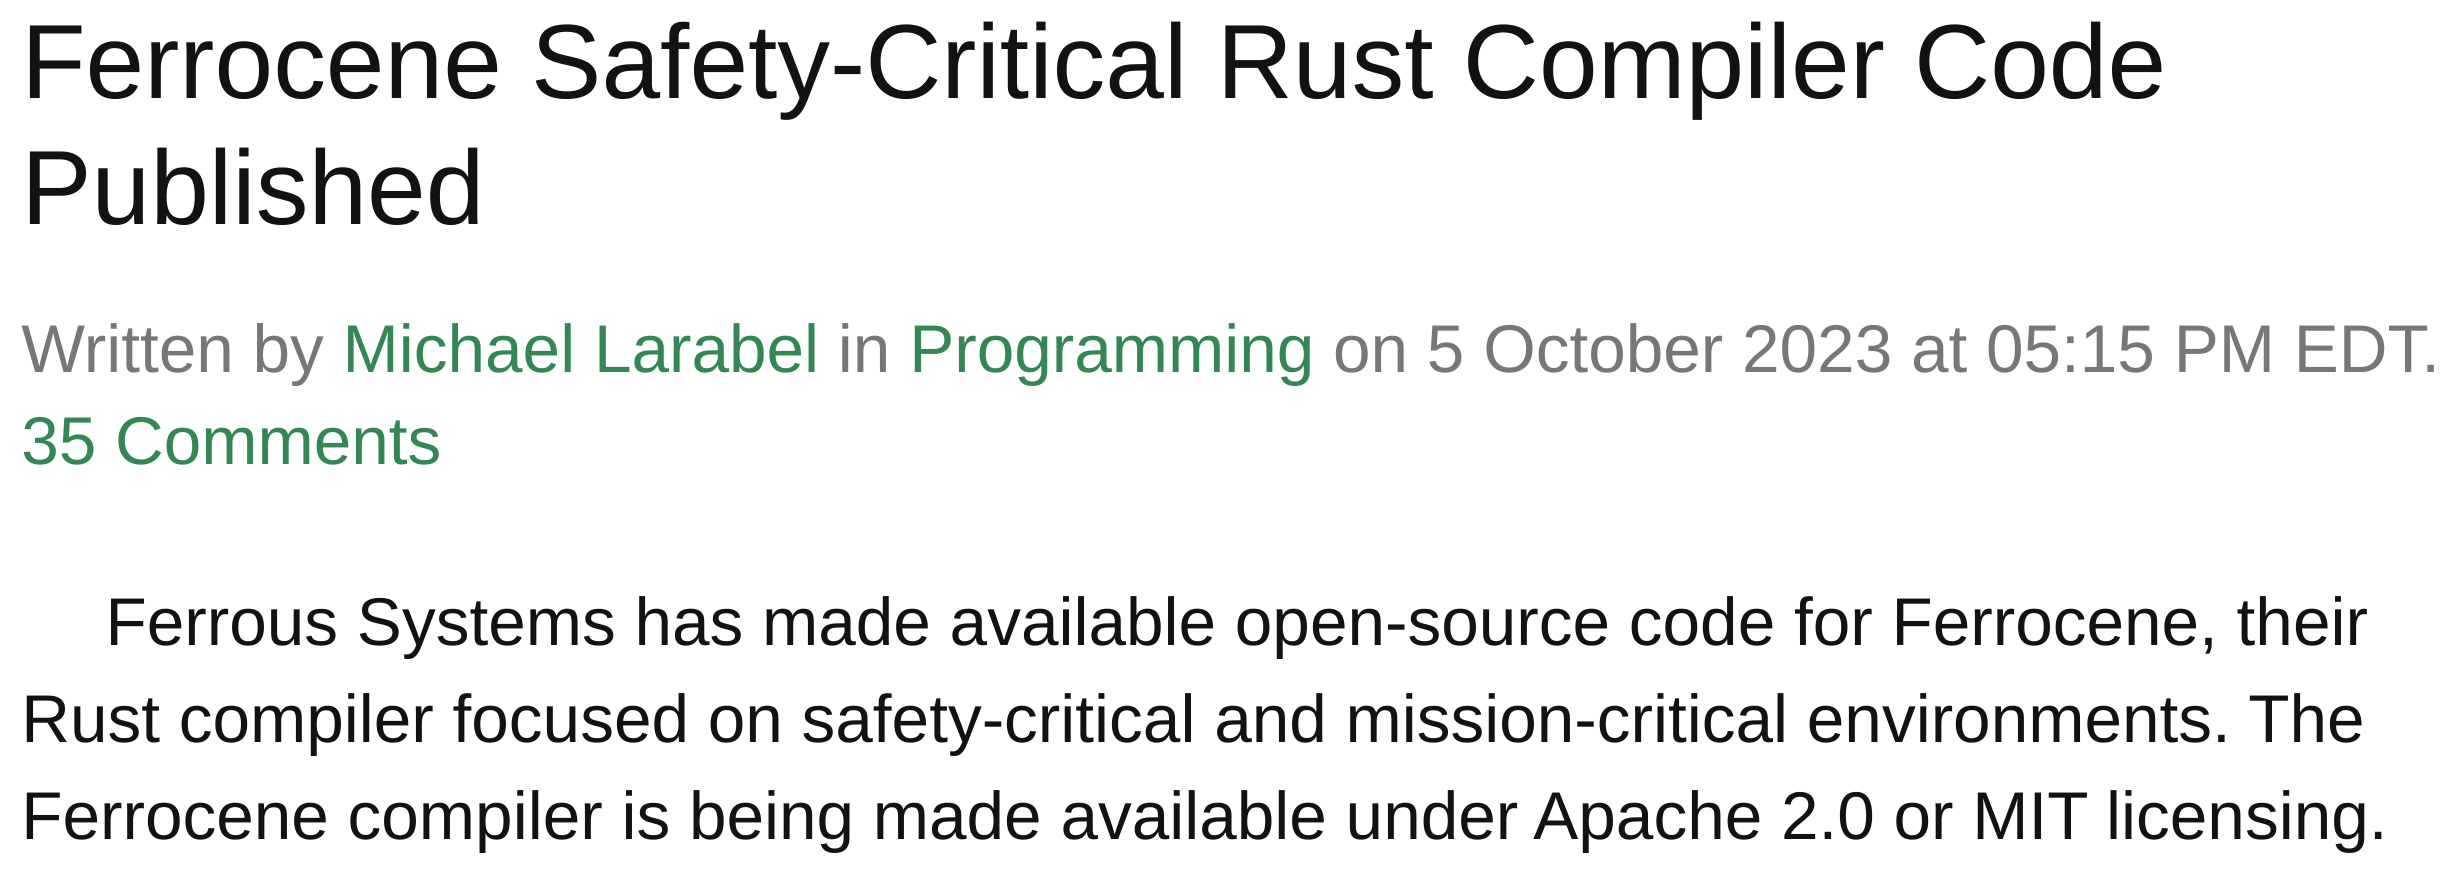 Ferrocene Safety-Critical Rust Compiler Code
Published
Written by Michael Larabel in Programming on 5 October 2023 at 05:15 PM EDT.
35 Comments
Ferrous Systems has made available open-source code for Ferrocene, their
Rust compiler focused on safety-critical and mission-critical environments. The
Ferrocene compiler is being made available under Apache 2.0 or MIT licensing.